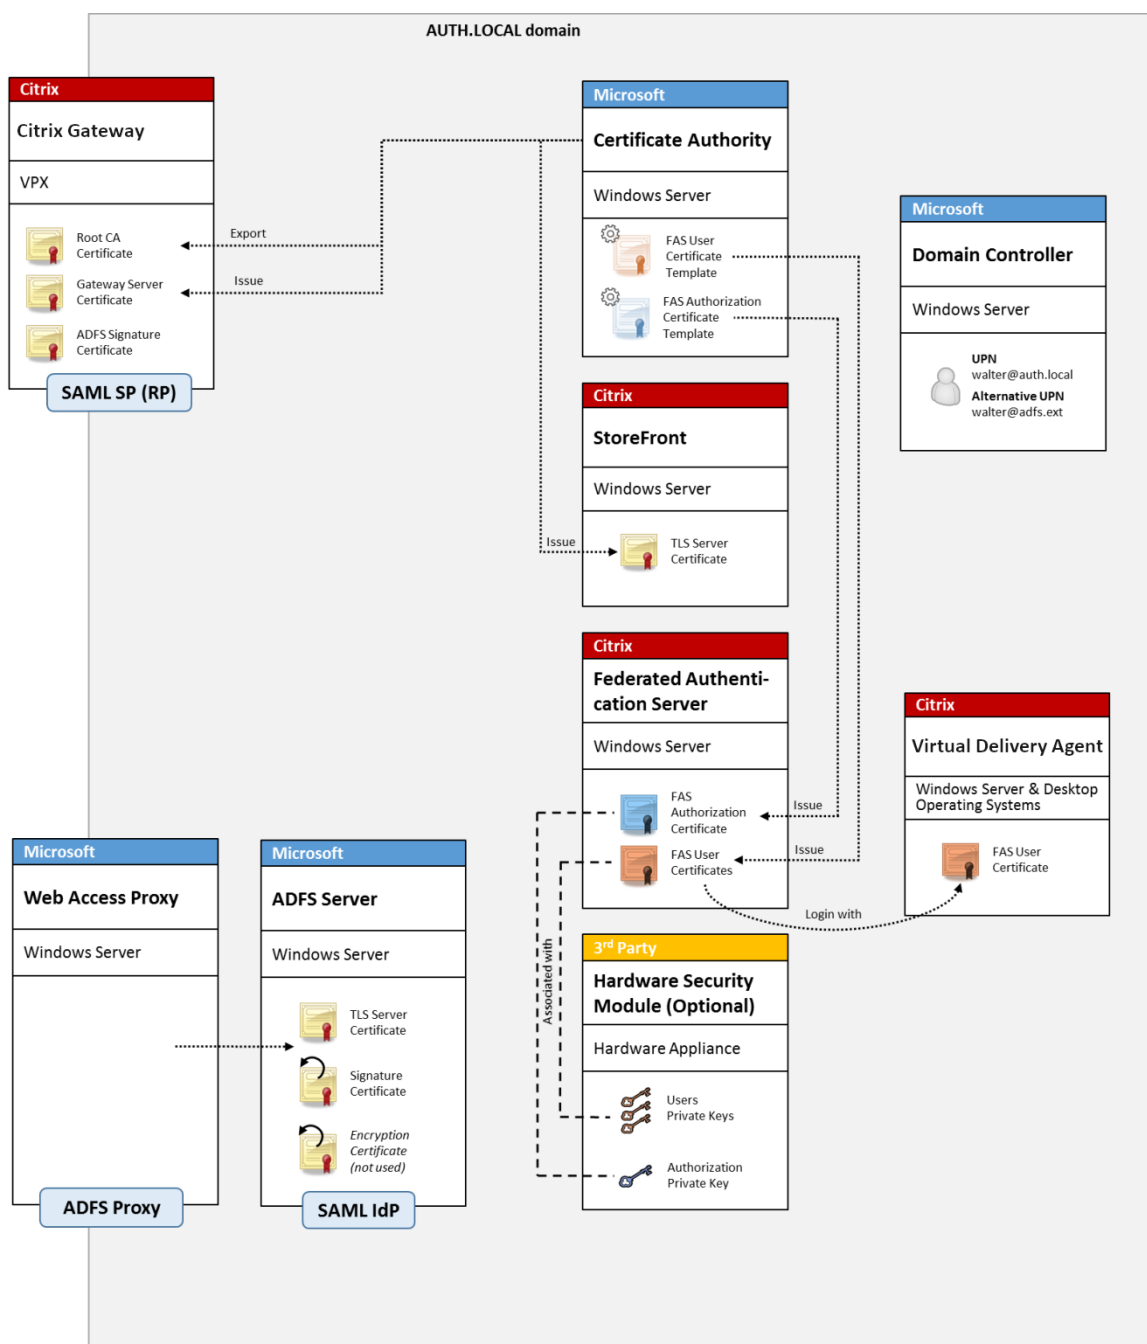 AUTH.LOCAL domain
Citrix
Citrix Gateway
VPX
Root CA
Certificate
Gateway Server
Certificate
ADFS Signature
Certificate
SAML SP (RP)
Export
Issue
Microsoft
Certificate Authority
Windows Server
FAS User
Certificate
Template
FAS Authorization
Certificate
Template
Microsoft
Domain Controller
Windows Server
UPN
walter@auth.local
Alternative UPN
walter@adfs.ext
Citrix
StoreFront
Windows Server
Issue
TLS Server
Certificate
Citrix
Federated Authenti-
cation Server
Windows Server
FAS
Authorization
Certificate
FAS User
Certificates
Issue
Issue
Login with
Citrix
Virtual Delivery Agent
Windows Server & Desktop
Operating Systems
FAS User
Certificate
Microsoft
Web Access Proxy
Windows Server
ADFS Proxy
Microsoft
ADFS Server
Windows Server
TLS Server
Certificate
Signature
Certificate
Encryption
Certificate
(not used)
SAML IdP
Associated with
3rd Party
Hardware Security
Module (Optional)
Hardware Appliance
Users
Private Keys
Authorization
Private Key